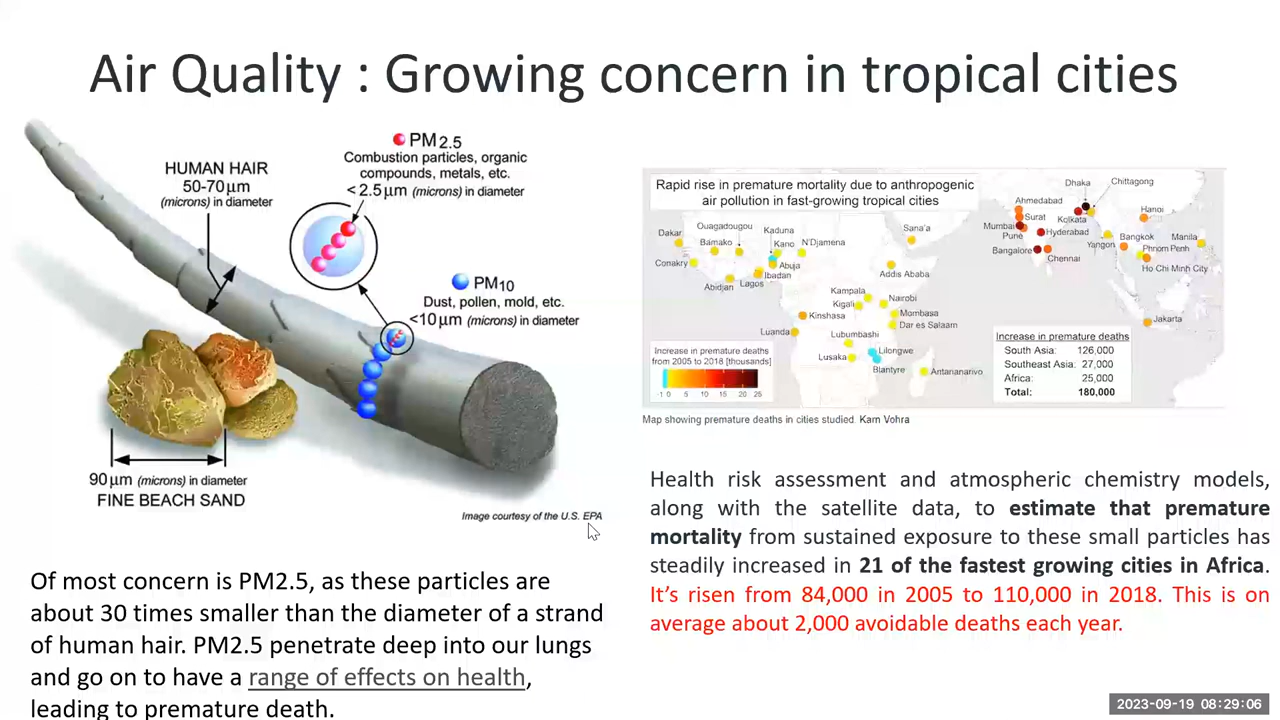 Air Quality : Growing concern in tropical cities
PM2.5
Combustion particles, organic
compounds, metals, etc.
< 2.5 µm (microns) in diameter
HUMAN HAIR
50-70 µm
(microns) in diameter
PM10
Dust, pollen, mold, etc.
<10 µm (microns) in diameter
90 µm (microns) in diameter
FINE BEACH SAND
Image courtesy of the U.S. EPA
Of most concern is PM2.5, as these particles are
about 30 times smaller than the diameter of a strand
of human hair. PM2.5 penetrate deep into our lungs
and go on to have a range of effects on health,
leading to premature death.
Rapid rise in premature mortality due to anthropogenic
air pollution in fast-growing tropical cities
Dakar
Bamako
Ouagadougou
Kaduna
Kano
N'Djamena
Conakry
Abidjan
Lagos
Ibadan
Abuja
Sana'a
Addis Ababa
Kampala
Kigali
Nairobi
Mombasa
Dar es Salaam
Kinshasa
Luanda
Lubumbashi
Lusaka
Lilongwe
Blantyre
Antananarivo
Dhaka
Chittagong
Ahmedabad
Surat
Mumbai
Pune
Kolkata
Hyderabad
Bangalore
Chennai
Yangon
Hanoi
Bangkok
Manila
Phnom Penh
Ho Chi Minh City
Jakarta
Increase in premature deaths
from 2005 to 2018 [thousands]
-1 0 5 10 15 20 25
Increase in premature deaths
South Asia: 126,000
Southeast Asia: 27,000
Africa: 25,000
Total: 180,000
Map showing premature deaths in cities studied. Karn Vohra
Health risk assessment and atmospheric chemistry models,
along with the satellite data, to estimate that premature
mortality from sustained exposure to these small particles has
steadily increased in 21 of the fastest growing cities in Africa.
It's risen from 84,000 in 2005 to 110,000 in 2018. This is on
average about 2,000 avoidable deaths each year.
2023-09-19 08:29:06